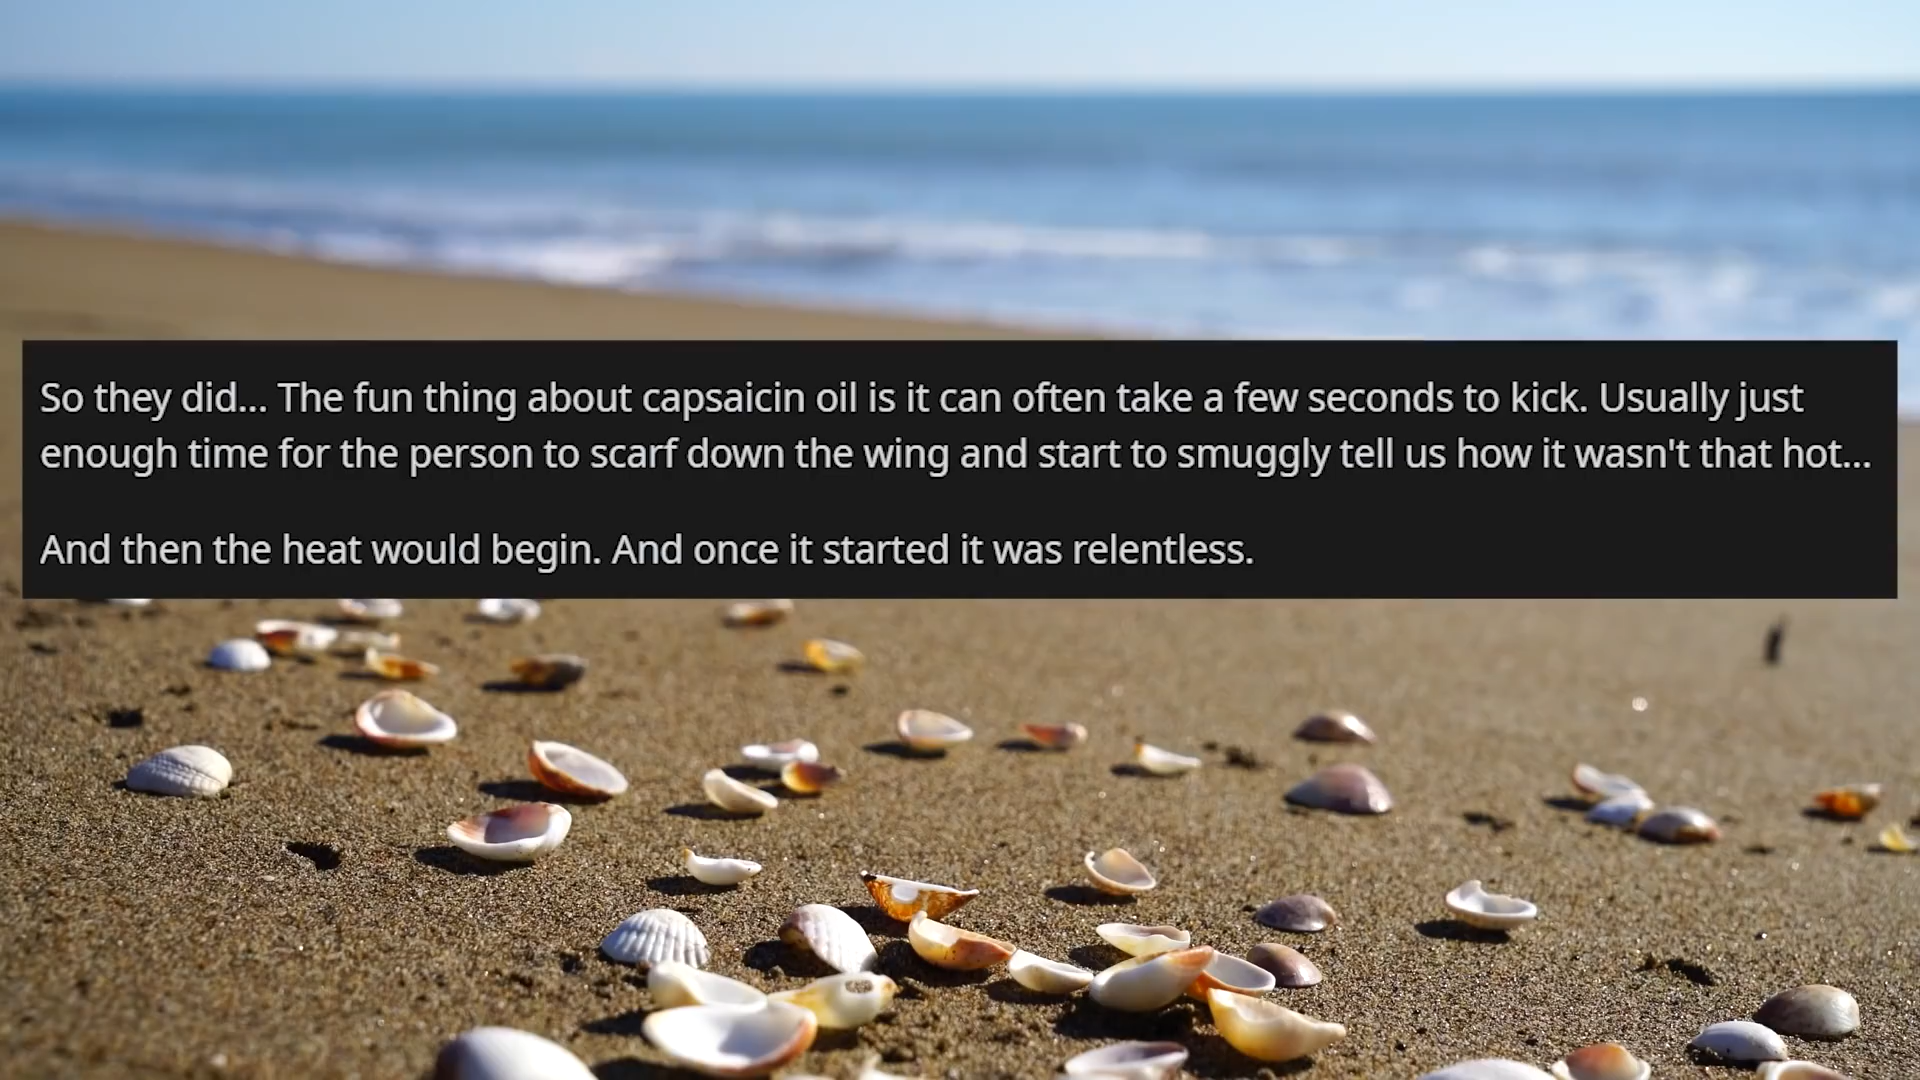 So they did... The fun thing about capsaicin oil is it can often take a few seconds to kick. Usually just
enough time for the person to scarf down the wing and start to smuggly tell us how it wasn't that hot...
And then the heat would begin. And once it started it was relentless.